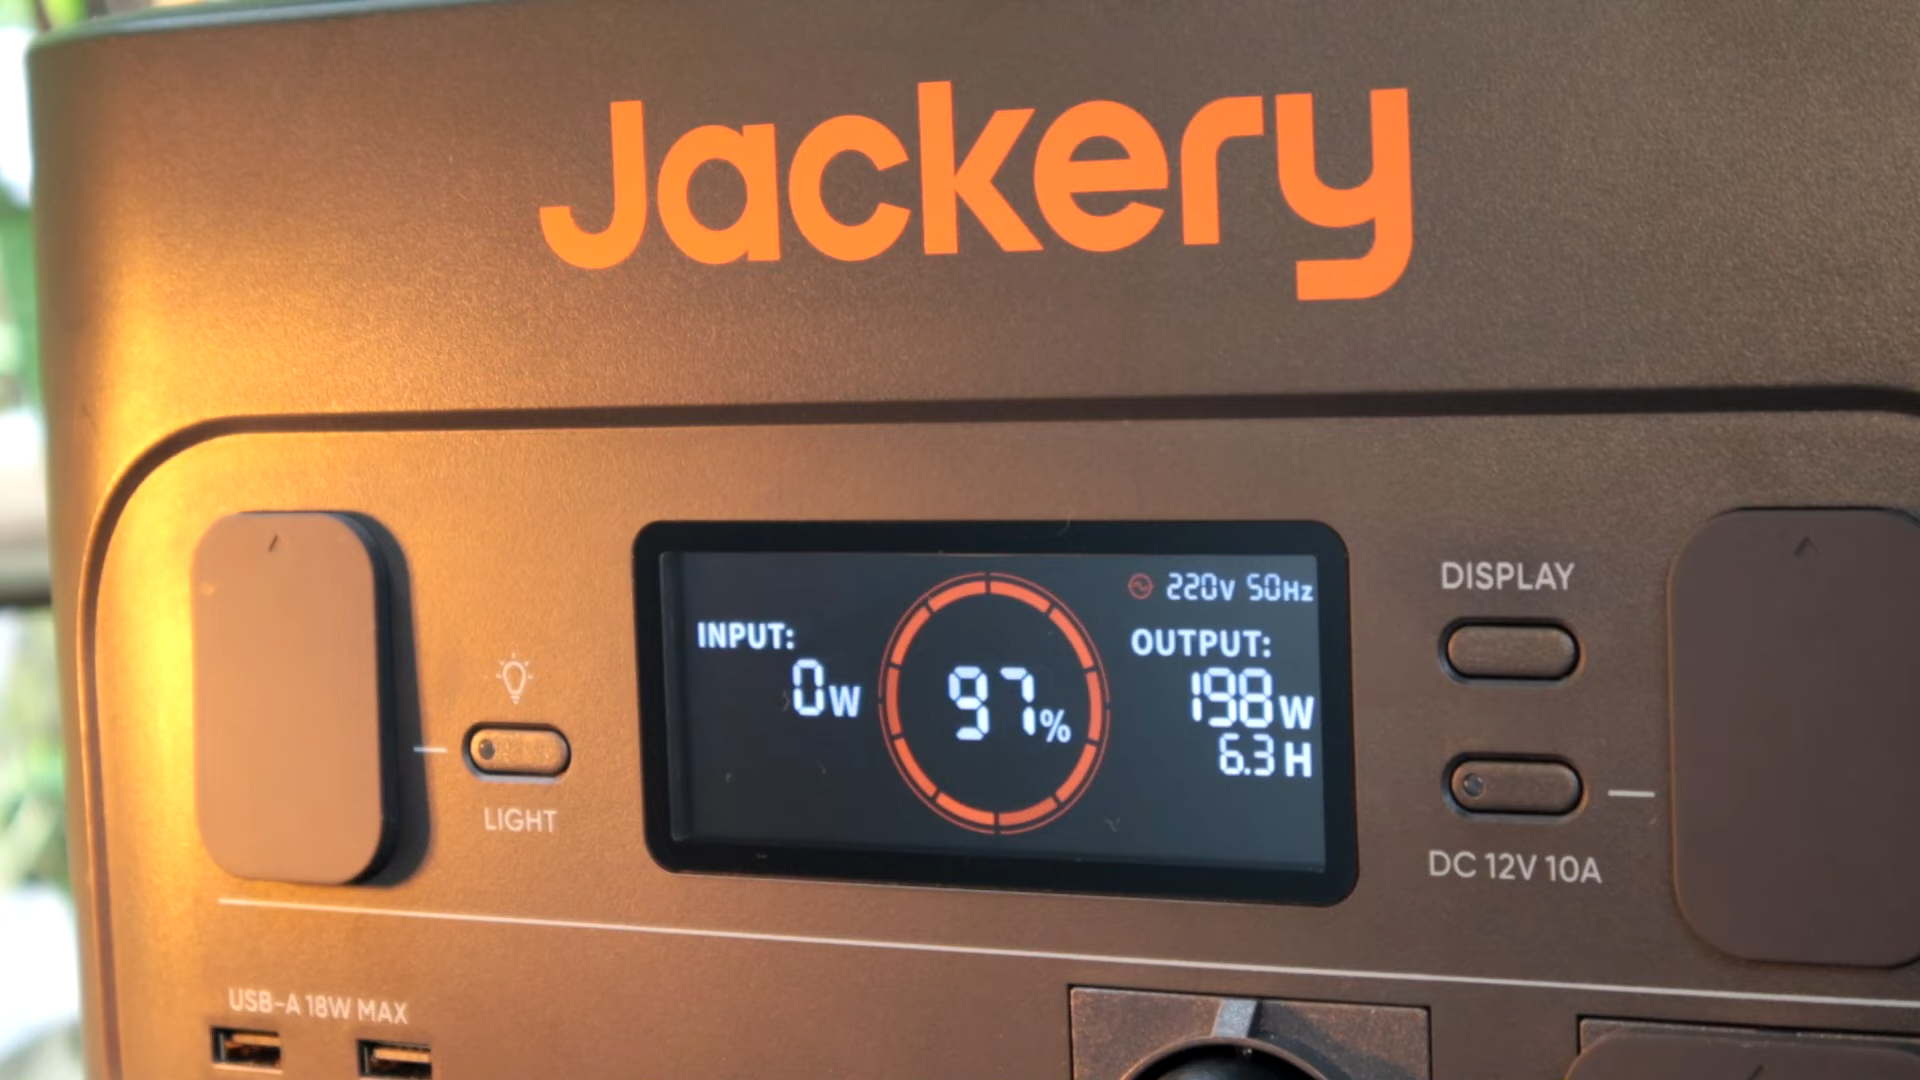 Jackery
220V 50Hz
INPUT:
0W
97%
OUTPUT:
198W
6.3H
DISPLAY
LIGHT
DC 12V 10A
USB-A 18W MAX